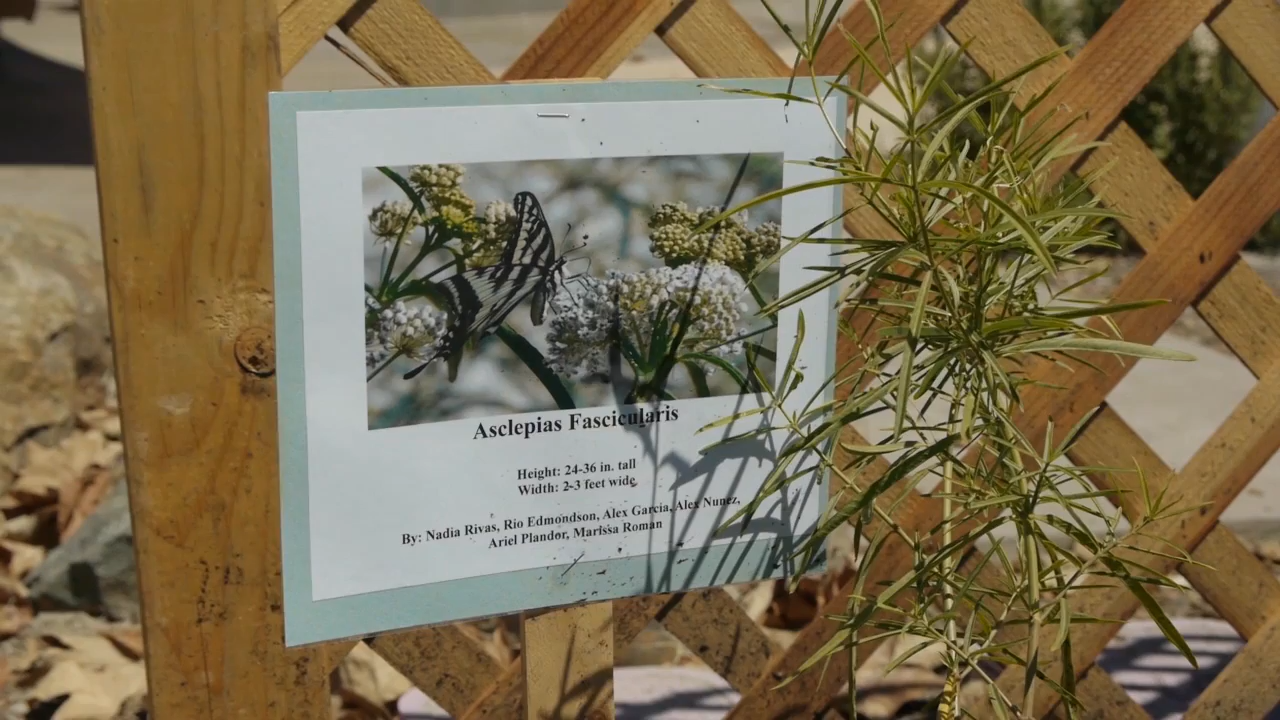 Asclepias Fascicularis
Height: 24-36 in. tall
Width: 2-3 feet wide
By: Nadia Rivas, Rio Edmondson, Alex Garcia, Alex Nunez,
Ariel Plandor, Marissa Roman